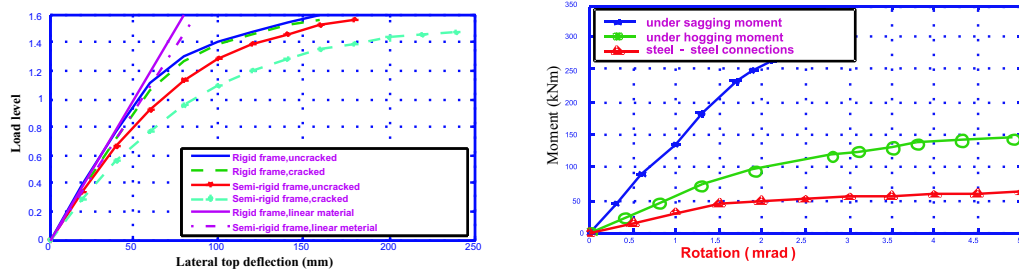 1.6
1.4
1.2
1
0.8
0.6
0.4
0.2
0
Load level
Rigid frame,uncracked
Rigid frame,cracked
Semi-rigid frame,uncracked
Semi-rigid frame,cracked
Rigid frame,linear material
Semi-rigid frame,linear meterial
0 50 100 150 200 250
Lateral top deflection (mm)
350
300
250
200
150
100
50
0
Moment (kNm)
under sagging moment
under hogging moment
steel - steel connections
0 0.5 1 1.5 2 2.5 3 3.5 4 4.5 5
Rotation ( mrad )